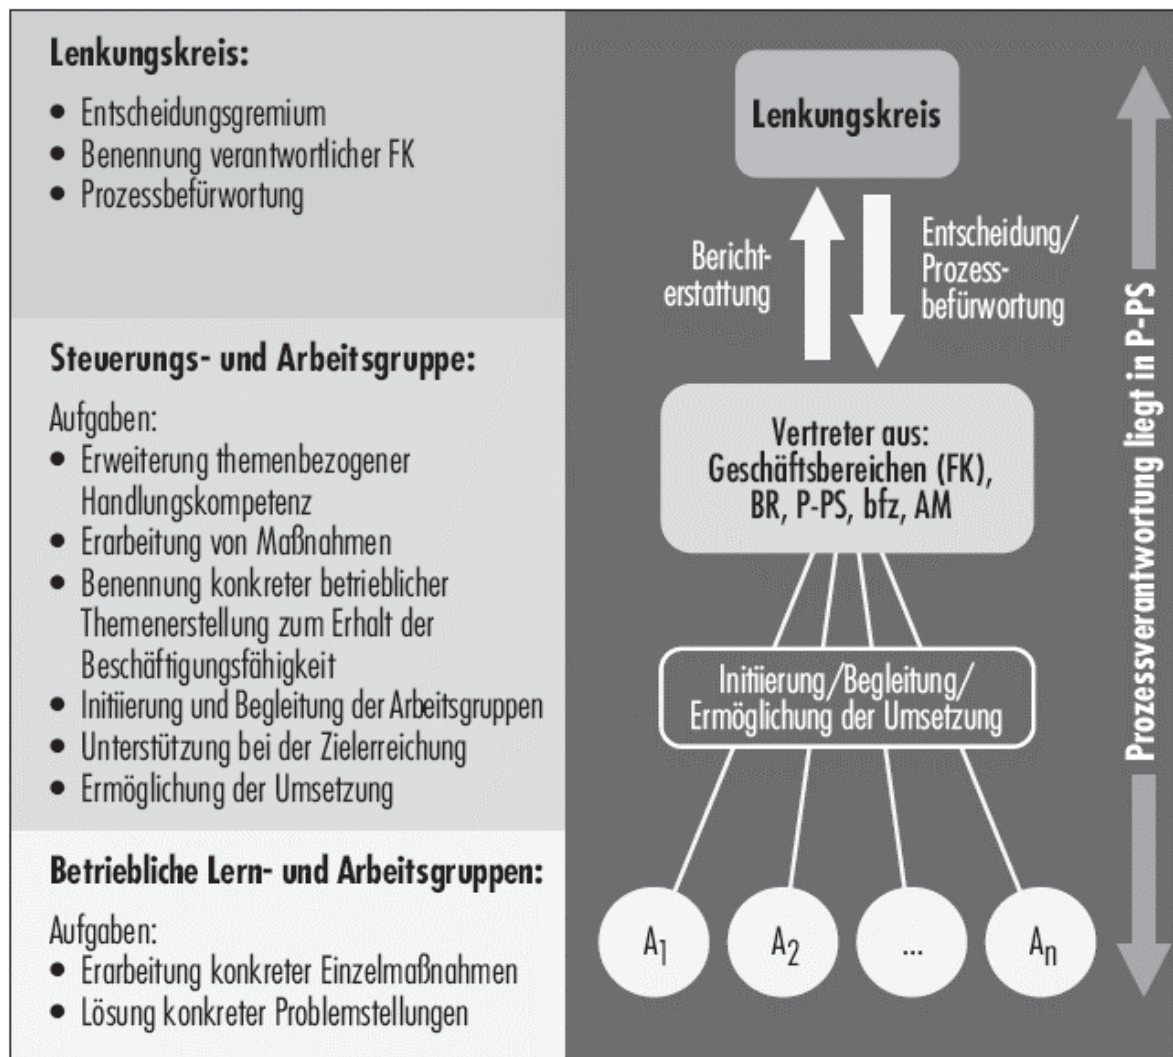 Lenkungskreis:
• Entscheidungsgremium
• Benennung verantwortlicher FK
• Prozessbefürwortung
Steuerungs- und Arbeitsgruppe:
Aufgaben:
• Erweiterung themenbezogener
Handlungskompetenz
• Erarbeitung von Maßnahmen
• Benennung konkreter betrieblicher
Themenerstellung zum Erhalt der
Beschäftigungsfähigkeit
• Initiierung und Begleitung der Arbeitsgruppen
• Unterstützung bei der Zielerreichung
• Ermöglichung der Umsetzung
Betriebliche Lern- und Arbeitsgruppen:
Aufgaben:
• Erarbeitung konkreter Einzelmaßnahmen
• Lösung konkreter Problemstellungen
Lenkungskreis
Bericht-
erstattung
Entscheidung/
Prozess-
befürwortung
Vertreter aus:
Geschäftsbereichen (FK),
BR, P-PS, bfz, AM
Initiierung/Begleitung/
Ermöglichung der Umsetzung
A1
A2
...
An
Prozessverantwortung liegt in P-PS